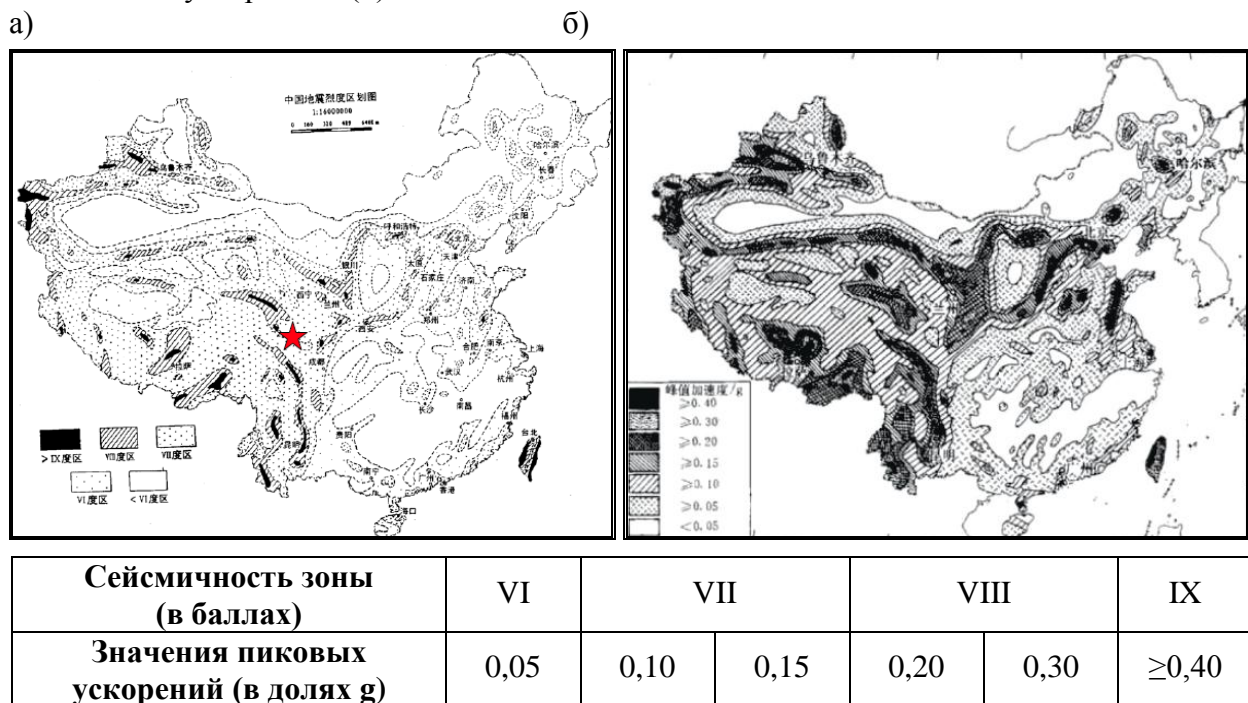 а) б)
中国地震烈度区划图
1:16000000
乌鲁木齐
哈尔滨
长春
沈阳
呼和浩特
北京
天津
银川
太原
石家庄
济南
西宁
兰州
西安
郑州
成都
合肥
南京
上海
武汉
杭州
拉萨
长沙
南昌
贵阳
福州
昆明
台北
南宁
广州
香港
海口
>IX度区 VIII度区 VII度区
VI度区 <VI度区
哈尔滨
峰值加速度/g
≥0.40
≥0.30
≥0.20
≥0.15
≥0.10
≥0.05
<0.05
Сейсмичность зоны
(в баллах) VI VII VIII IX
Значения пиковых
ускорений (в долях g) 0,05 0,10 0,15 0,20 0,30 ≥0,40